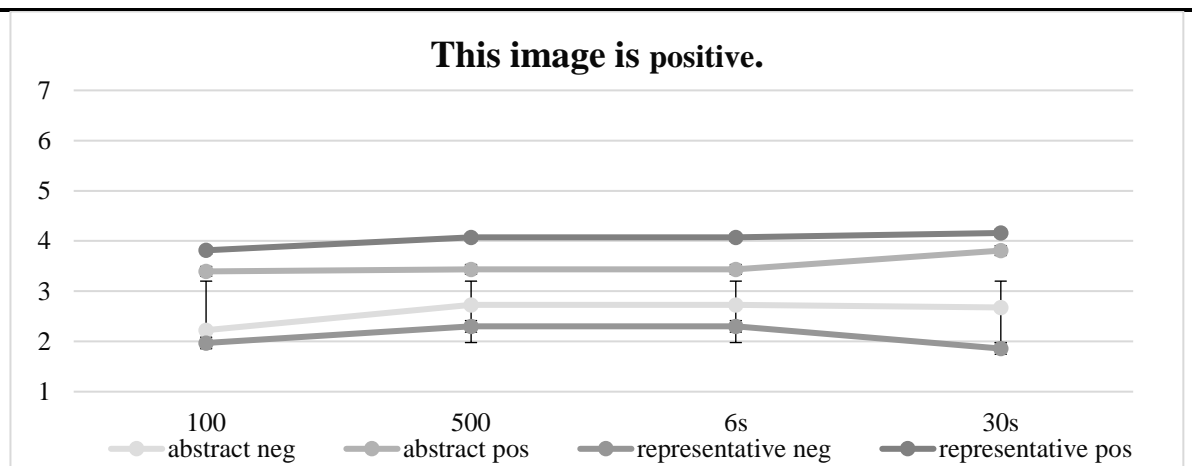 This image is positive.
7
6
5
4
3
2
1
100 500 6s 30s
abstract neg abstract pos representative neg representative pos